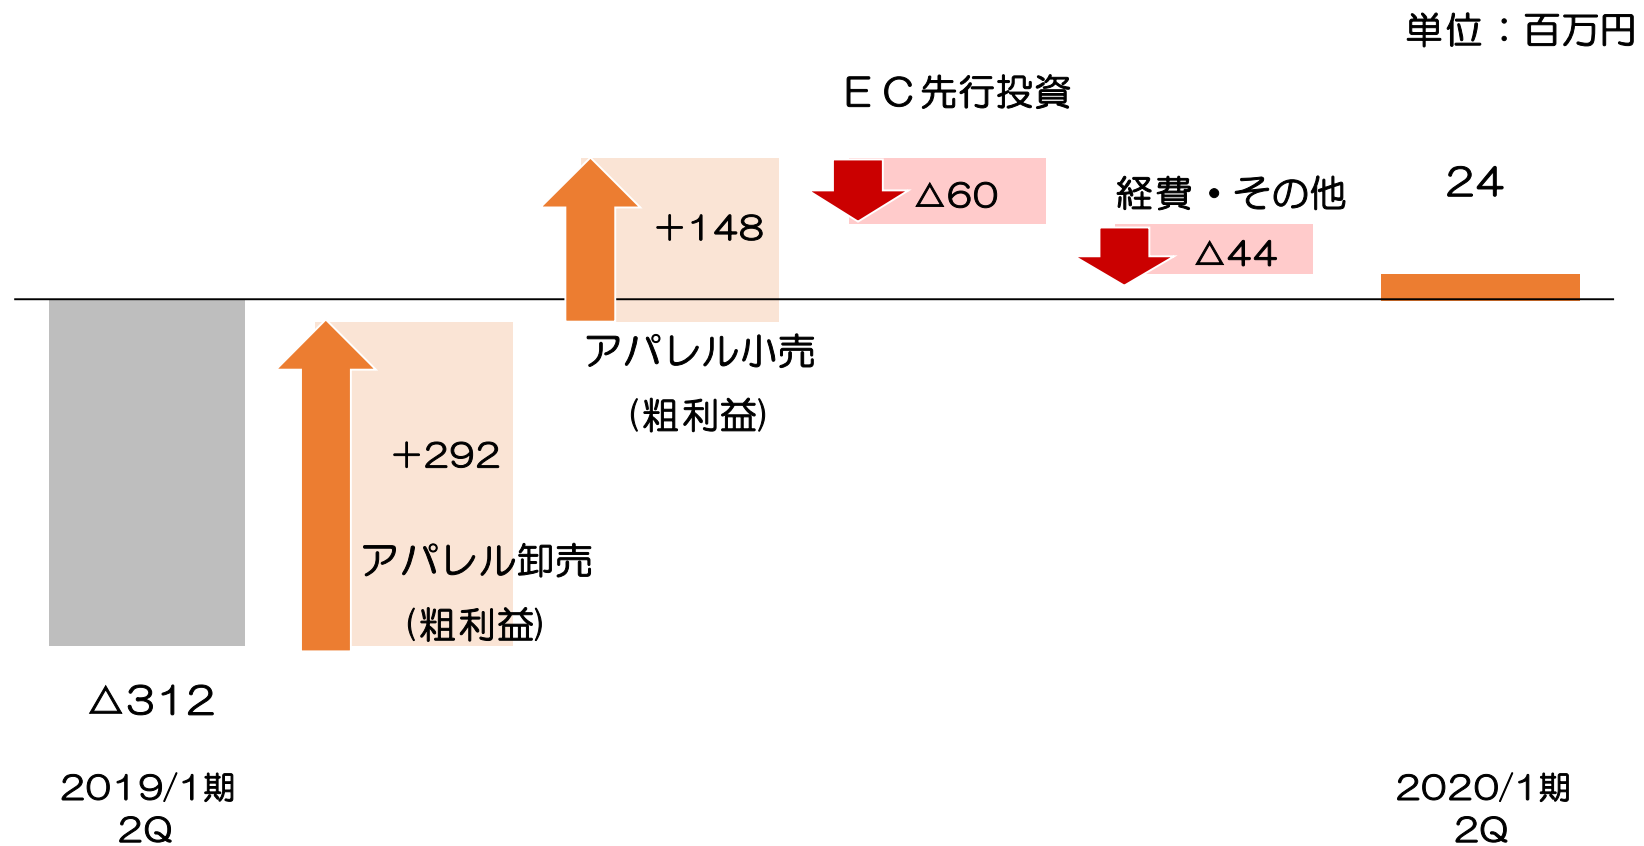 単位：百万円
ＥＣ先行投資
経費・その他
24
△60
+148
△44
アパレル小売
(粗利益)
+292
アパレル卸売
(粗利益)
△312
2019/1期
2Q
2020/1期
2Q